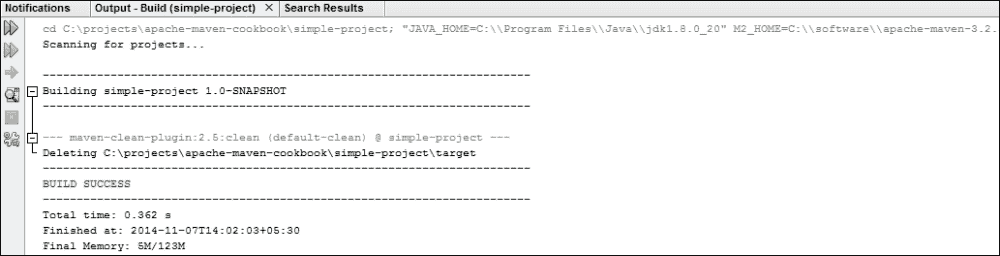 Notifications Output - Build (simple-project) × Search Results
cd C:\projects\apache-maven-cookbook\simple-project; "JAVA_HOME=C:\\Program Files\\Java\\jdk1.8.0_20" M2_HOME=C:\\software\\apache-maven-3.2.
Scanning for projects...
------------------------------------------------------------------------
Building simple-project 1.0-SNAPSHOT
------------------------------------------------------------------------
--- maven-clean-plugin:2.5:clean (default-clean) @ simple-project ---
Deleting C:\projects\apache-maven-cookbook\simple-project\target
------------------------------------------------------------------------
BUILD SUCCESS
------------------------------------------------------------------------
Total time: 0.362 s
Finished at: 2014-11-07T14:02:03+05:30
Final Memory: 5M/123M